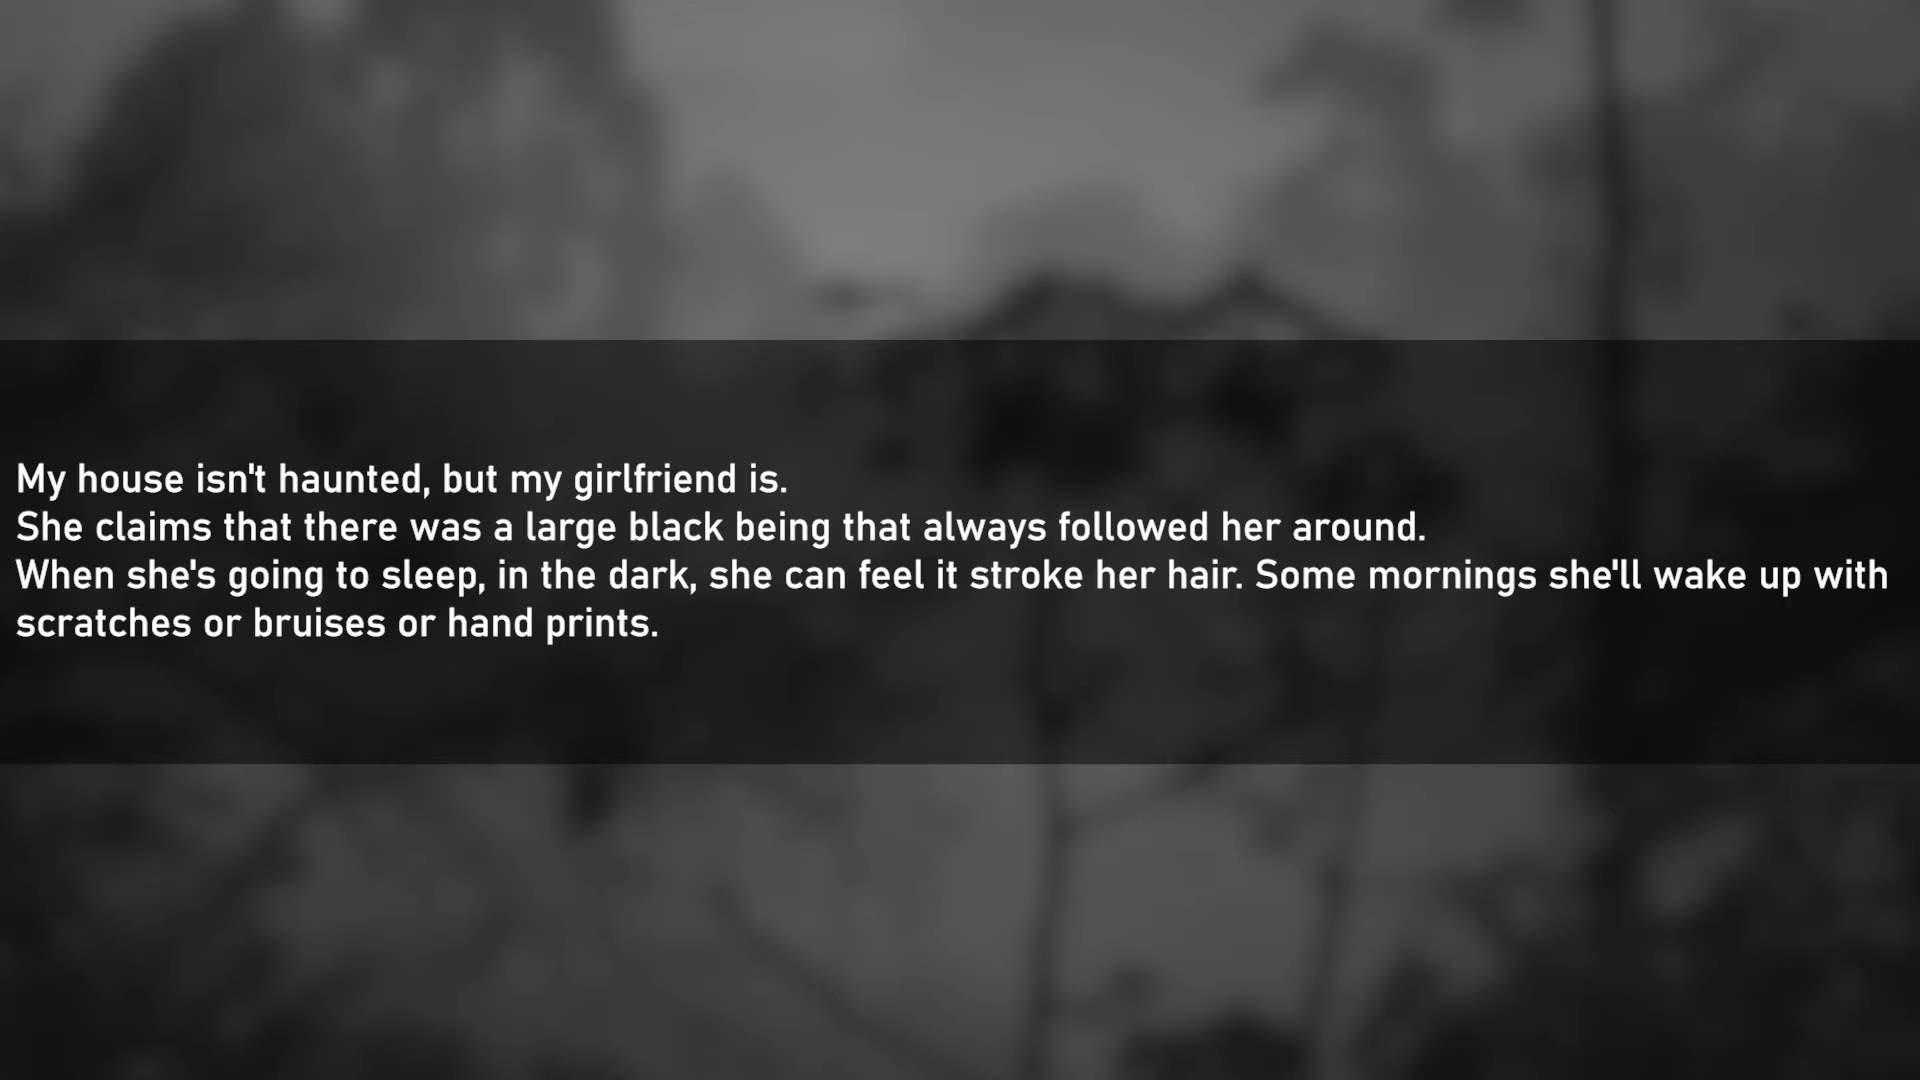 My house isn't haunted, but my girlfriend is.
She claims that there was a large black being that always followed her around.
When she's going to sleep, in the dark, she can feel it stroke her hair. Some mornings she'll wake up with
scratches or bruises or hand prints.